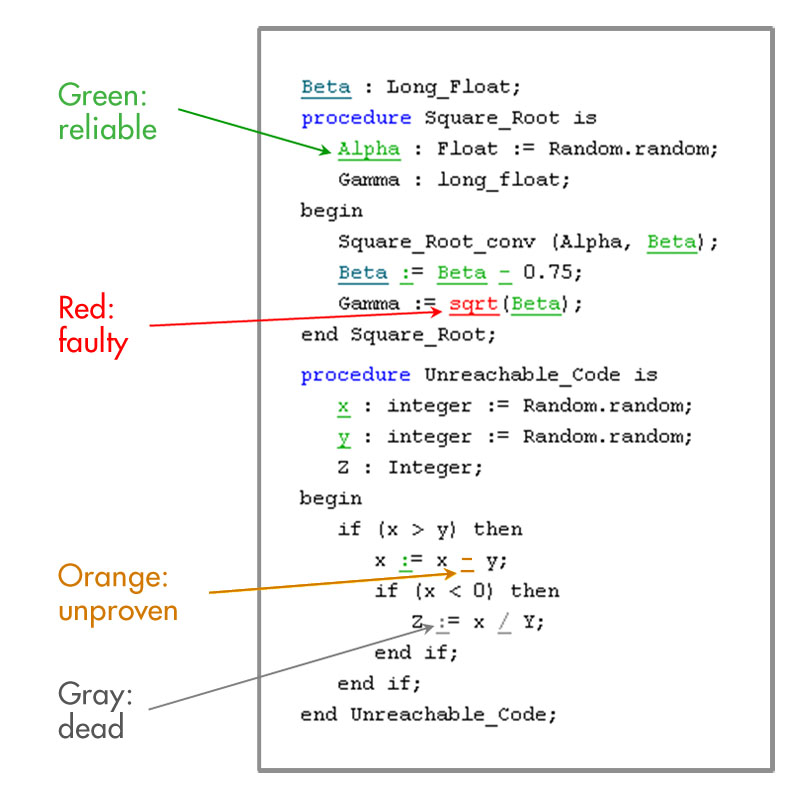 Green:
reliable
Red:
faulty
Orange:
unproven
Gray:
dead
Beta : Long_Float;
procedure Square_Root is
Alpha : Float := Random.random;
Gamma : long_float;
begin
Square_Root_conv (Alpha, Beta);
Beta := Beta - 0.75;
Gamma := sqrt(Beta);
end Square_Root;
procedure Unreachable_Code is
x : integer := Random.random;
y : integer := Random.random;
Z : Integer;
begin
if (x > y) then
x := x - y;
if (x < 0) then
Z := x / Y;
end if;
end if;
end Unreachable_Code;